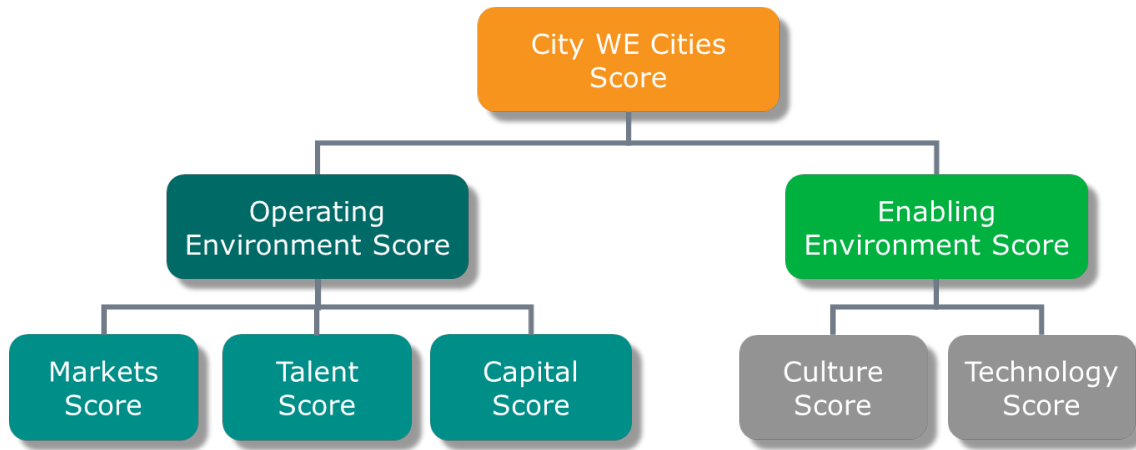 City WE Cities
Score
Operating
Environment Score
Enabling
Environment Score
Markets
Score
Talent
Score
Capital
Score
Culture
Score
Technology
Score